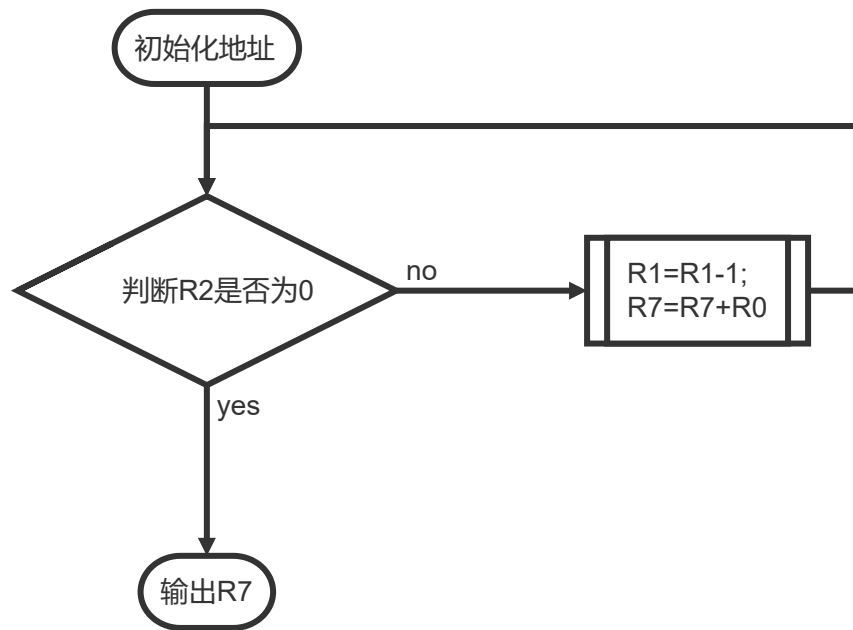 初始化地址
判断R2是否为0
no
R1=R1-1;
R7=R7+R0
yes
输出R7